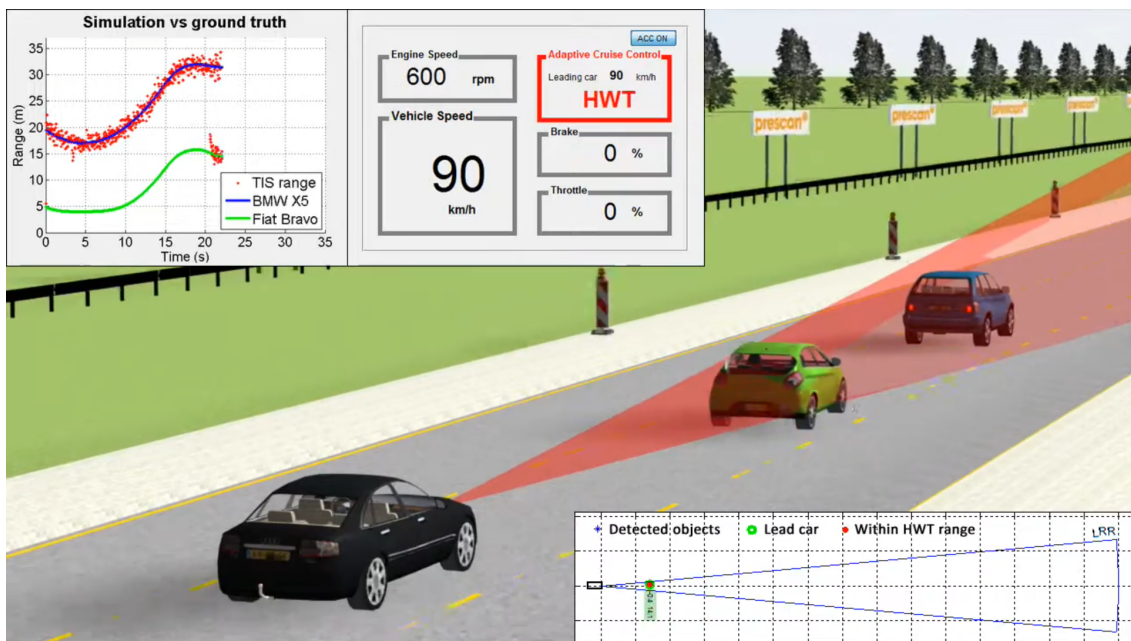 Simulation vs ground truth
35
30
25
20
15
10
5
0
Range (m)
0 5 10 15 20 25 30 35
Time (s)
TIS range
BMW X5
Fiat Bravo
ACC ON
Engine Speed
600 rpm
Vehicle Speed
90
km/h
Adaptive Cruise Control
Leading car 90 km/h
HWT
Brake
0 %
Throttle
0 %
prescan
prescan
prescan
prescan
Detected objects Lead car Within HWT range
LRR